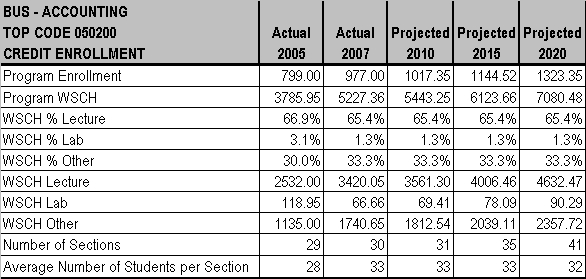 BUS - ACCOUNTING
TOP CODE 050200 Actual Actual Projected Projected Projected
CREDIT ENROLLMENT 2005 2007 2010 2015 2020
Program Enrollment 799.00 977.00 1017.35 1144.52 1323.35
Program WSCH 3785.95 5227.36 5443.25 6123.66 7080.48
WSCH % Lecture 66.9% 65.4% 65.4% 65.4% 65.4%
WSCH % Lab 3.1% 1.3% 1.3% 1.3% 1.3%
WSCH % Other 30.0% 33.3% 33.3% 33.3% 33.3%
WSCH Lecture 2532.00 3420.05 3561.30 4006.46 4632.47
WSCH Lab 118.95 66.66 69.41 78.09 90.29
WSCH Other 1135.00 1740.65 1812.54 2039.11 2357.72
Number of Sections 29 30 31 35 41
Average Number of Students per Section 28 33 33 33 32